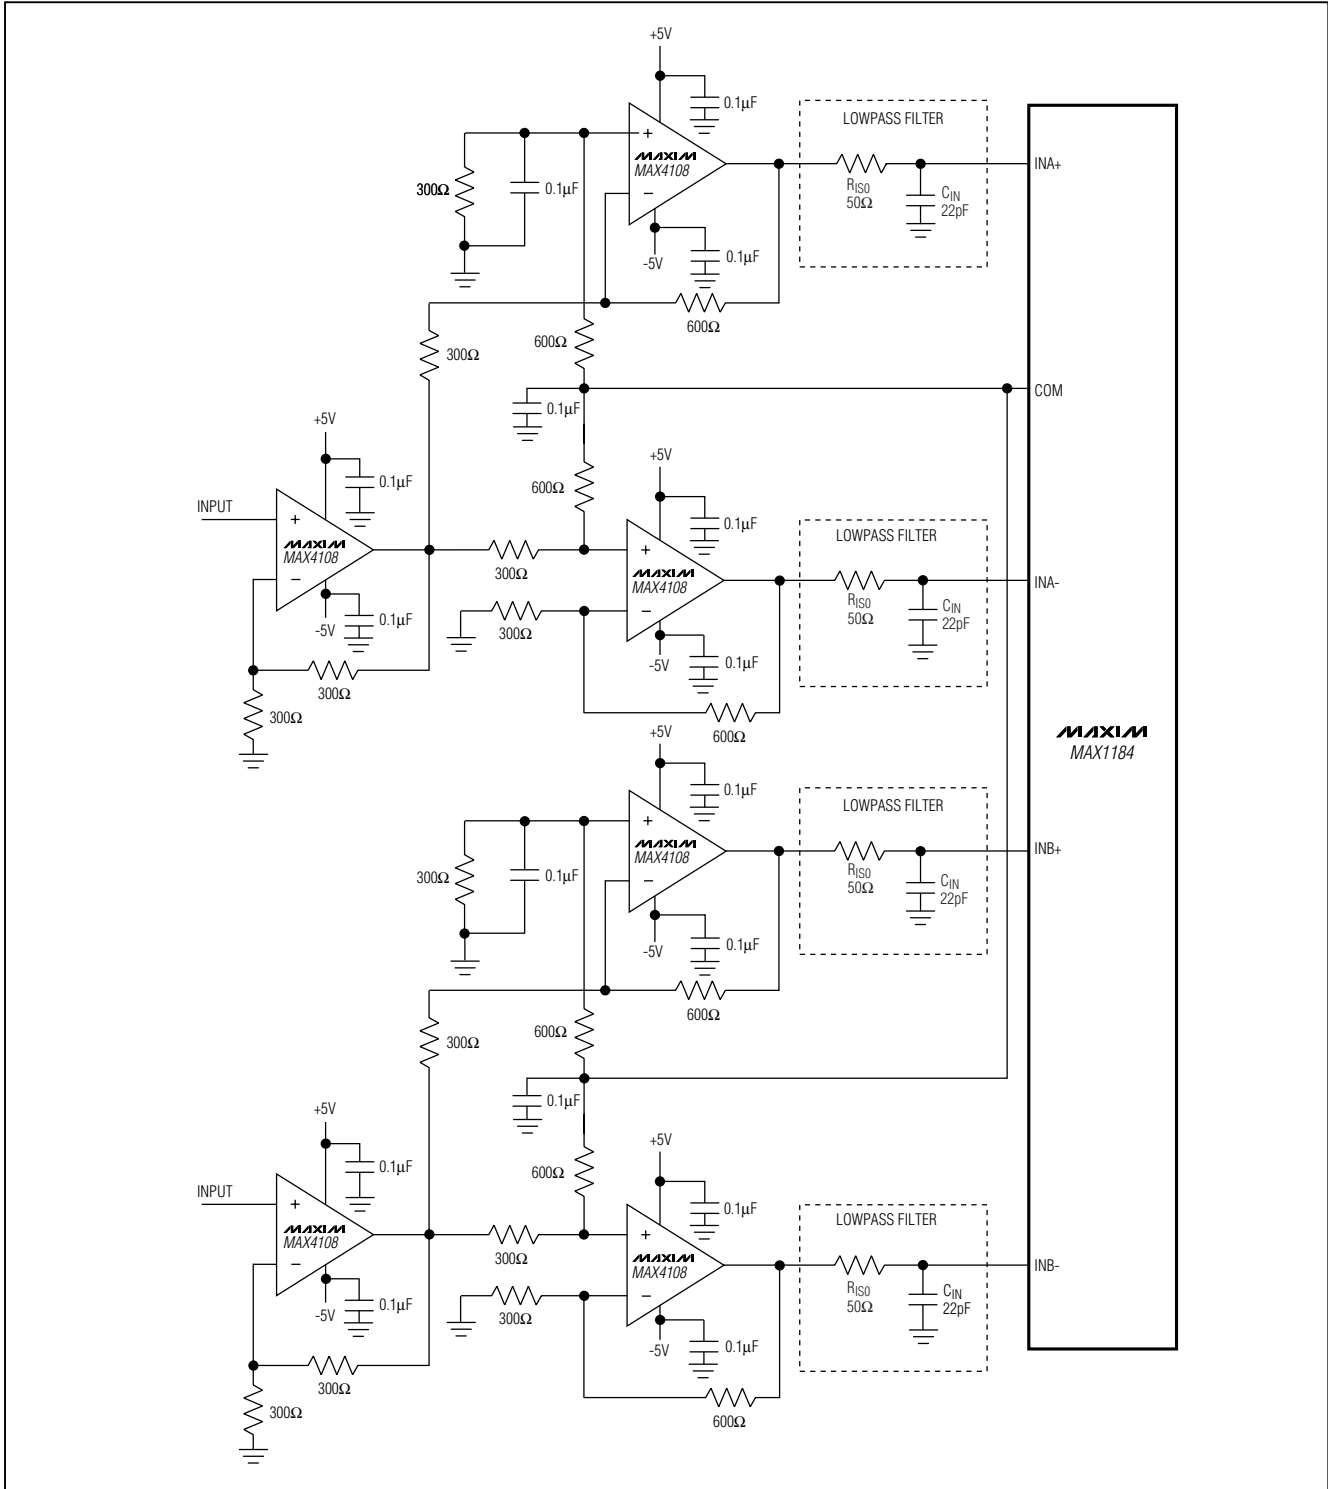 +5V
0.1µF
LOWPASS FILTER
+
MAXIM
MAX4108
−
300Ω
0.1µF
RISO
50Ω
CIN
22pF
INA+
-5V
0.1µF
600Ω
300Ω
600Ω
COM
0.1µF
+5V
0.1µF
INPUT
+
MAXIM
MAX4108
−
-5V
0.1µF
300Ω
300Ω
600Ω
+5V
0.1µF
LOWPASS FILTER
300Ω
+
MAXIM
MAX4108
−
300Ω
RISO
50Ω
CIN
22pF
INA-
-5V
0.1µF
600Ω
MAXIM
MAX1184
+5V
0.1µF
LOWPASS FILTER
+
MAXIM
MAX4108
−
300Ω
0.1µF
RISO
50Ω
CIN
22pF
INB+
-5V
0.1µF
600Ω
300Ω
600Ω
0.1µF
+5V
0.1µF
INPUT
+
MAXIM
MAX4108
−
-5V
0.1µF
300Ω
300Ω
600Ω
+5V
0.1µF
LOWPASS FILTER
300Ω
+
MAXIM
MAX4108
−
300Ω
RISO
50Ω
CIN
22pF
INB-
-5V
0.1µF
600Ω